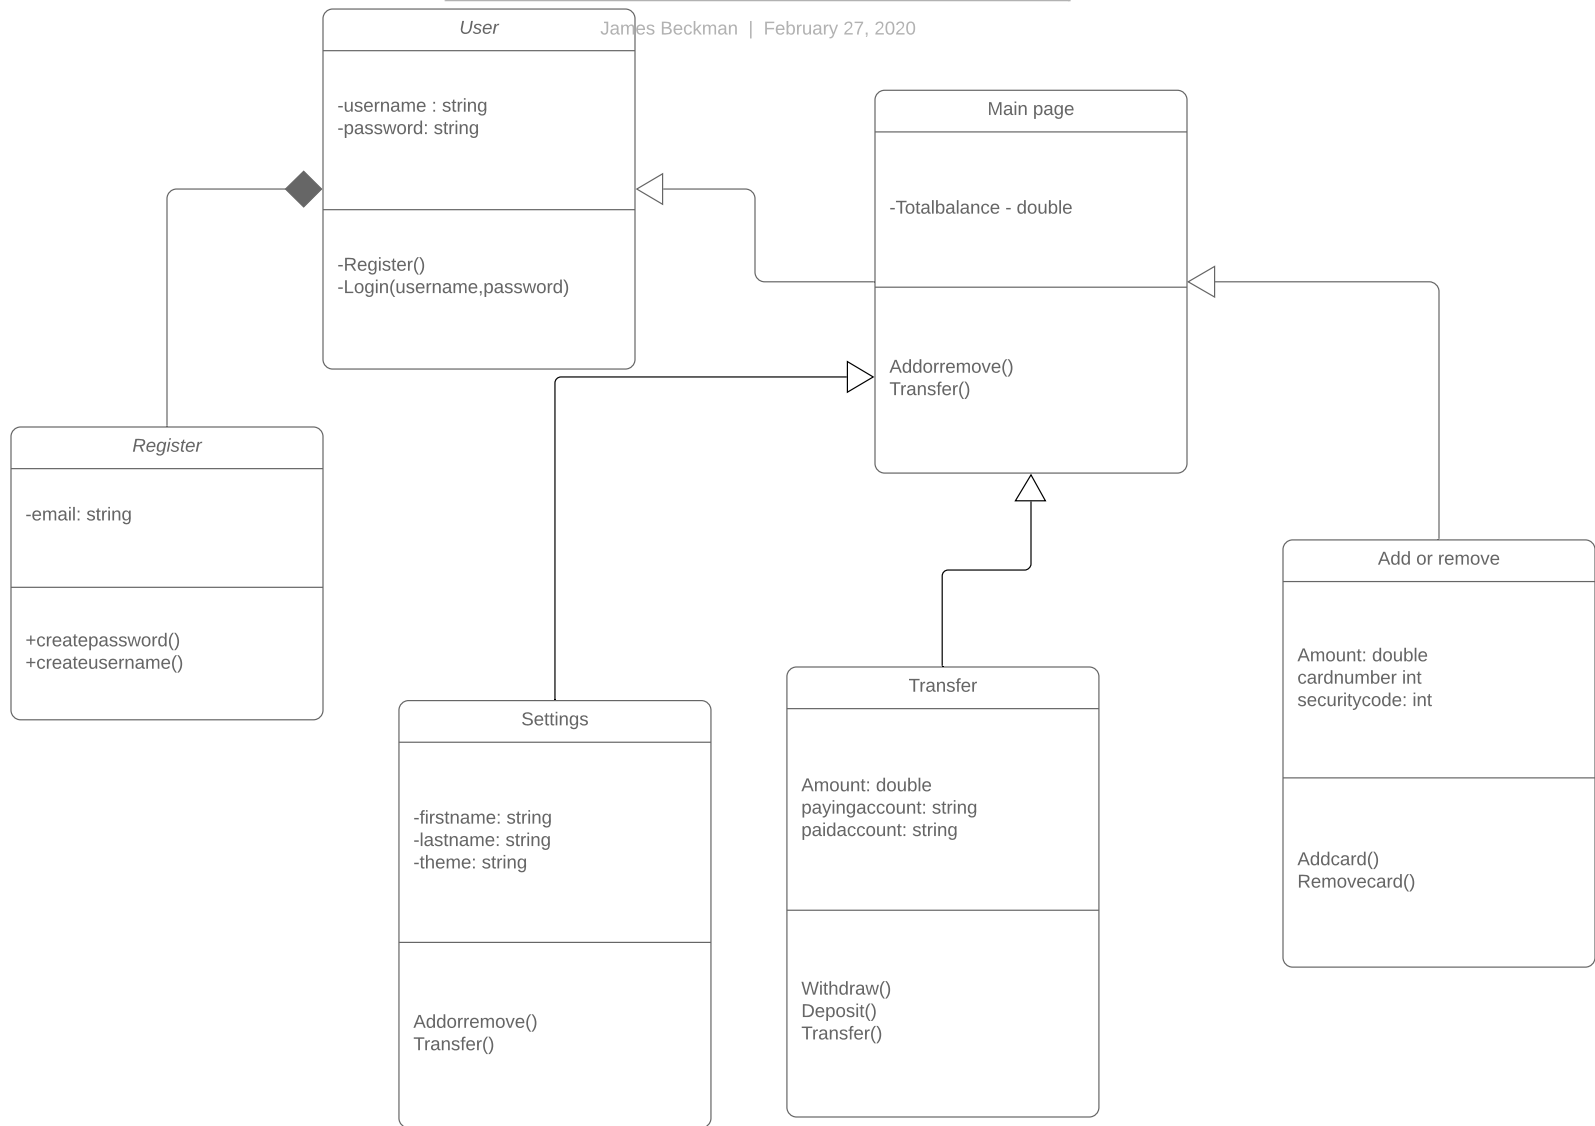 User
James Beckman | February 27, 2020
-username : string
-password: string
-Register()
-Login(username,password)
Main page
-Totalbalance - double
Addorremove()
Transfer()
Register
-email: string
+createpassword()
+createusername()
Settings
-firstname: string
-lastname: string
-theme: string
Addorremove()
Transfer()
Transfer
Amount: double
payingaccount: string
paidaccount: string
Withdraw()
Deposit()
Transfer()
Add or remove
Amount: double
cardnumber int
securitycode: int
Addcard()
Removecard()